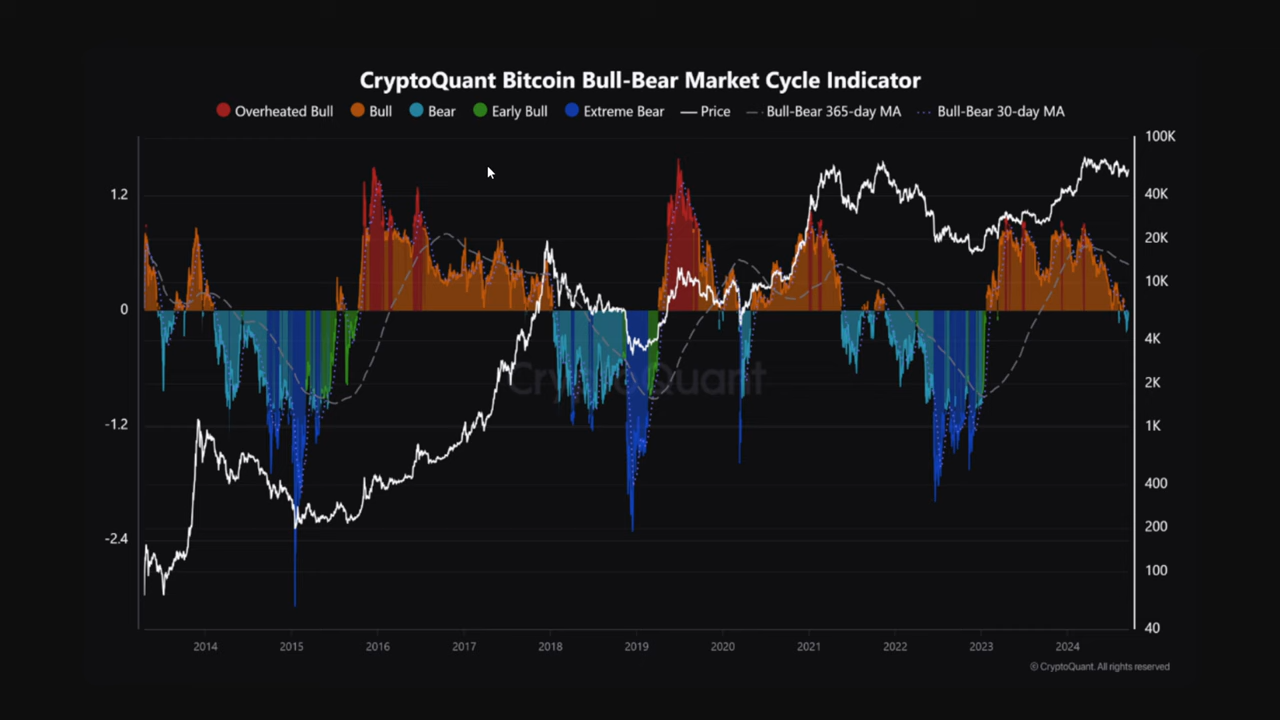 CryptoQuant Bitcoin Bull-Bear Market Cycle Indicator
Overheated Bull Bull Bear Early Bull Extreme Bear Price Bull-Bear 365-day MA Bull-Bear 30-day MA
100K
1.2 40K
20K
10K
0
4K
CryptoQuant
2K
-1.2 1K
400
200
-2.4
100
40
2014 2015 2016 2017 2018 2019 2020 2021 2022 2023 2024
© CryptoQuant. All rights reserved